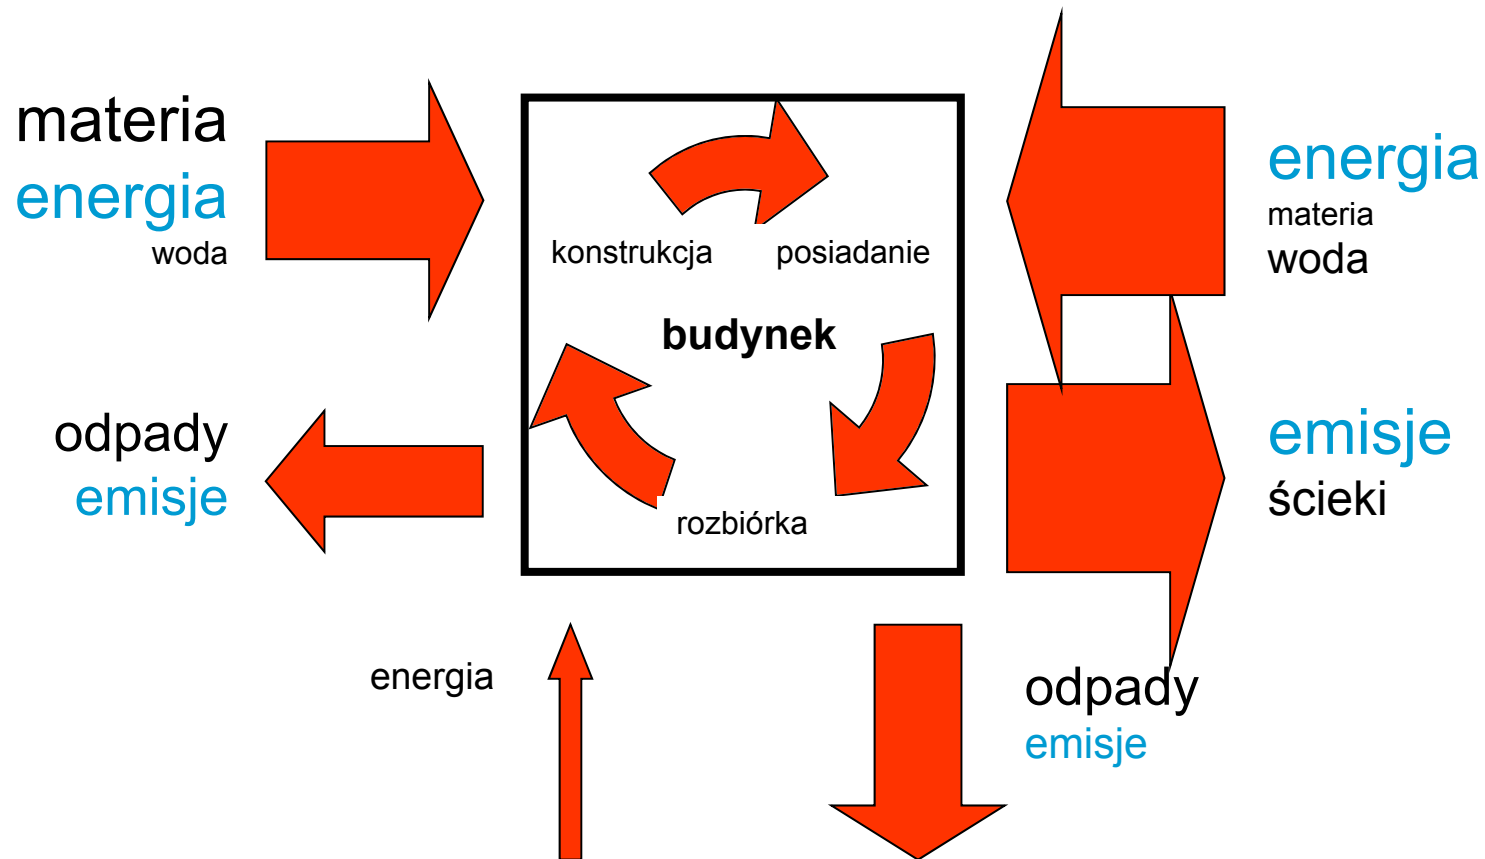 materia
energia
woda
energia
materia
woda
konstrukcja
posiadanie
budynek
odpady
emisje
emisje
ścieki
rozbiórka
energia
odpady
emisje